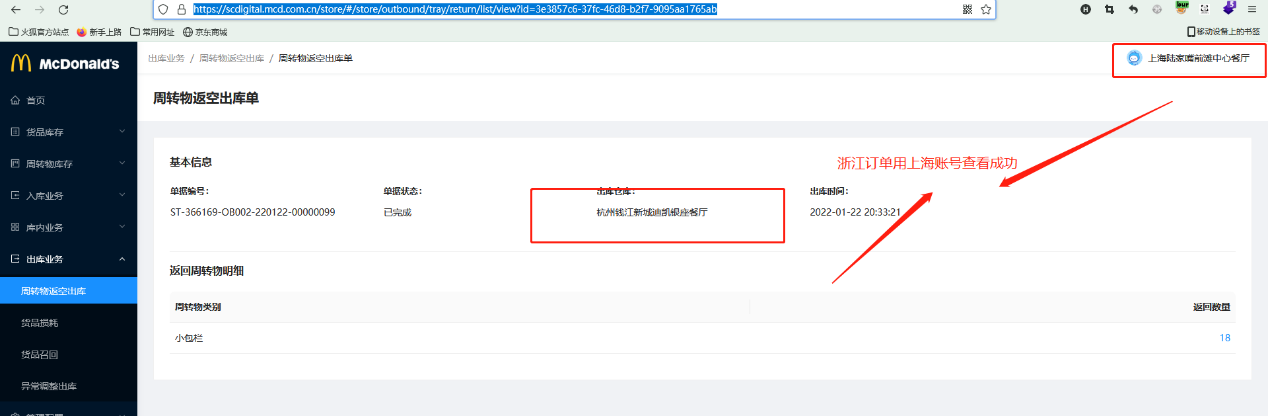 https://scdigital.mcd.com.cn/store/#/store/outbound/tray/return/list/view?id=3e3857c6-37fc-46d8-b2f7-9095aa1765ab
火狐官方站点 新手上路 常用网址 京东商城 移动设备上的书签
McDonald's
出库业务 / 周转物返空出库 / 周转物返空出库单
上海陆家嘴前滩中心餐厅
首页
货品库存
周转物库存
入库业务
库内业务
出库业务
周转物返空出库
货品损耗
货品召回
异常调整出库
周转物返空出库单
基本信息
浙江订单用上海账号查看成功
单据编号: 单据状态: 出库仓库: 出库时间:
ST-366169-OB002-220122-00000099 已完成 杭州钱江新城迪凯银座餐厅 2022-01-22 20:33:21
返回周转物明细
周转物类别 返回数量
小包栏 18